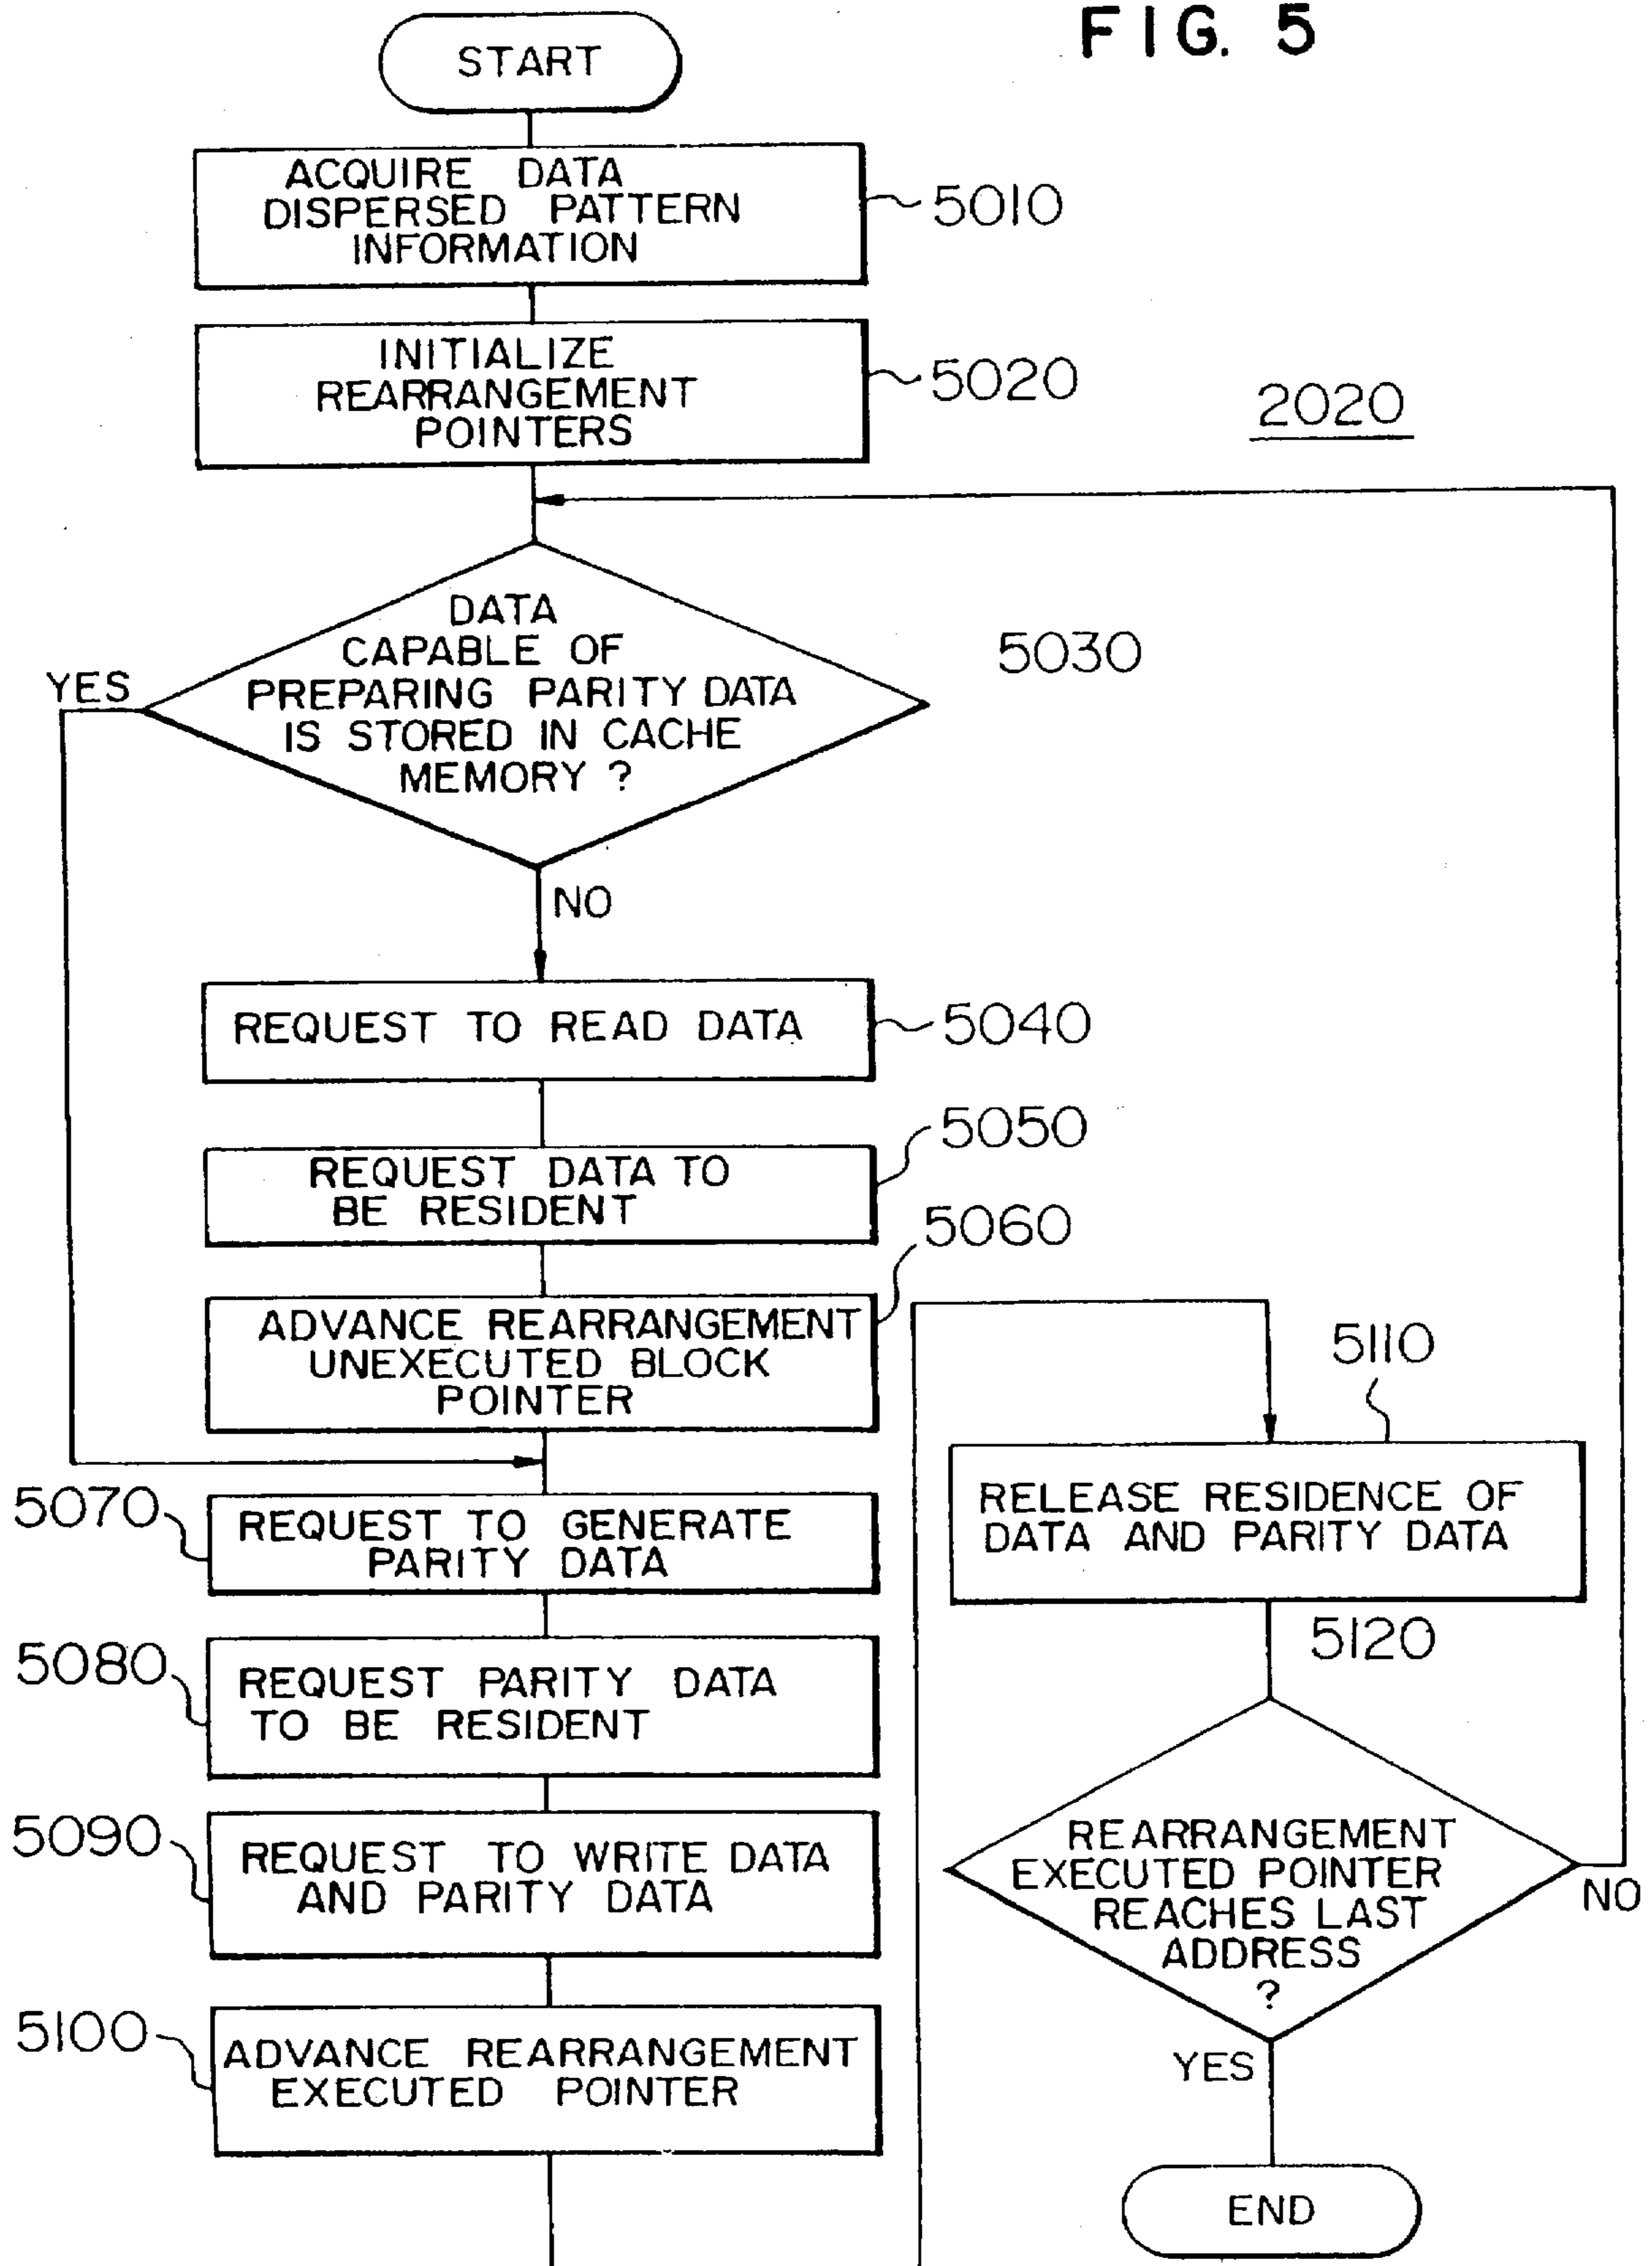 FIG. 5
START
ACQUIRE DATA
DISPERSED PATTERN
INFORMATION
5010
INITIALIZE
REARRANGEMENT
POINTERS
5020
2020
DATA
CAPABLE OF
PREPARING PARITY DATA
IS STORED IN CACHE
MEMORY ?
5030
YES
NO
REQUEST TO READ DATA
5040
REQUEST DATA TO
BE RESIDENT
5050
ADVANCE REARRANGEMENT
UNEXECUTED BLOCK
POINTER
5060
5070
REQUEST TO GENERATE
PARITY DATA
5080
REQUEST PARITY DATA
TO BE RESIDENT
5090
REQUEST TO WRITE DATA
AND PARITY DATA
5100
ADVANCE REARRANGEMENT
EXECUTED POINTER
5110
RELEASE RESIDENCE OF
DATA AND PARITY DATA
5120
REARRANGEMENT
EXECUTED POINTER
REACHES LAST
ADDRESS
?
NO
YES
END